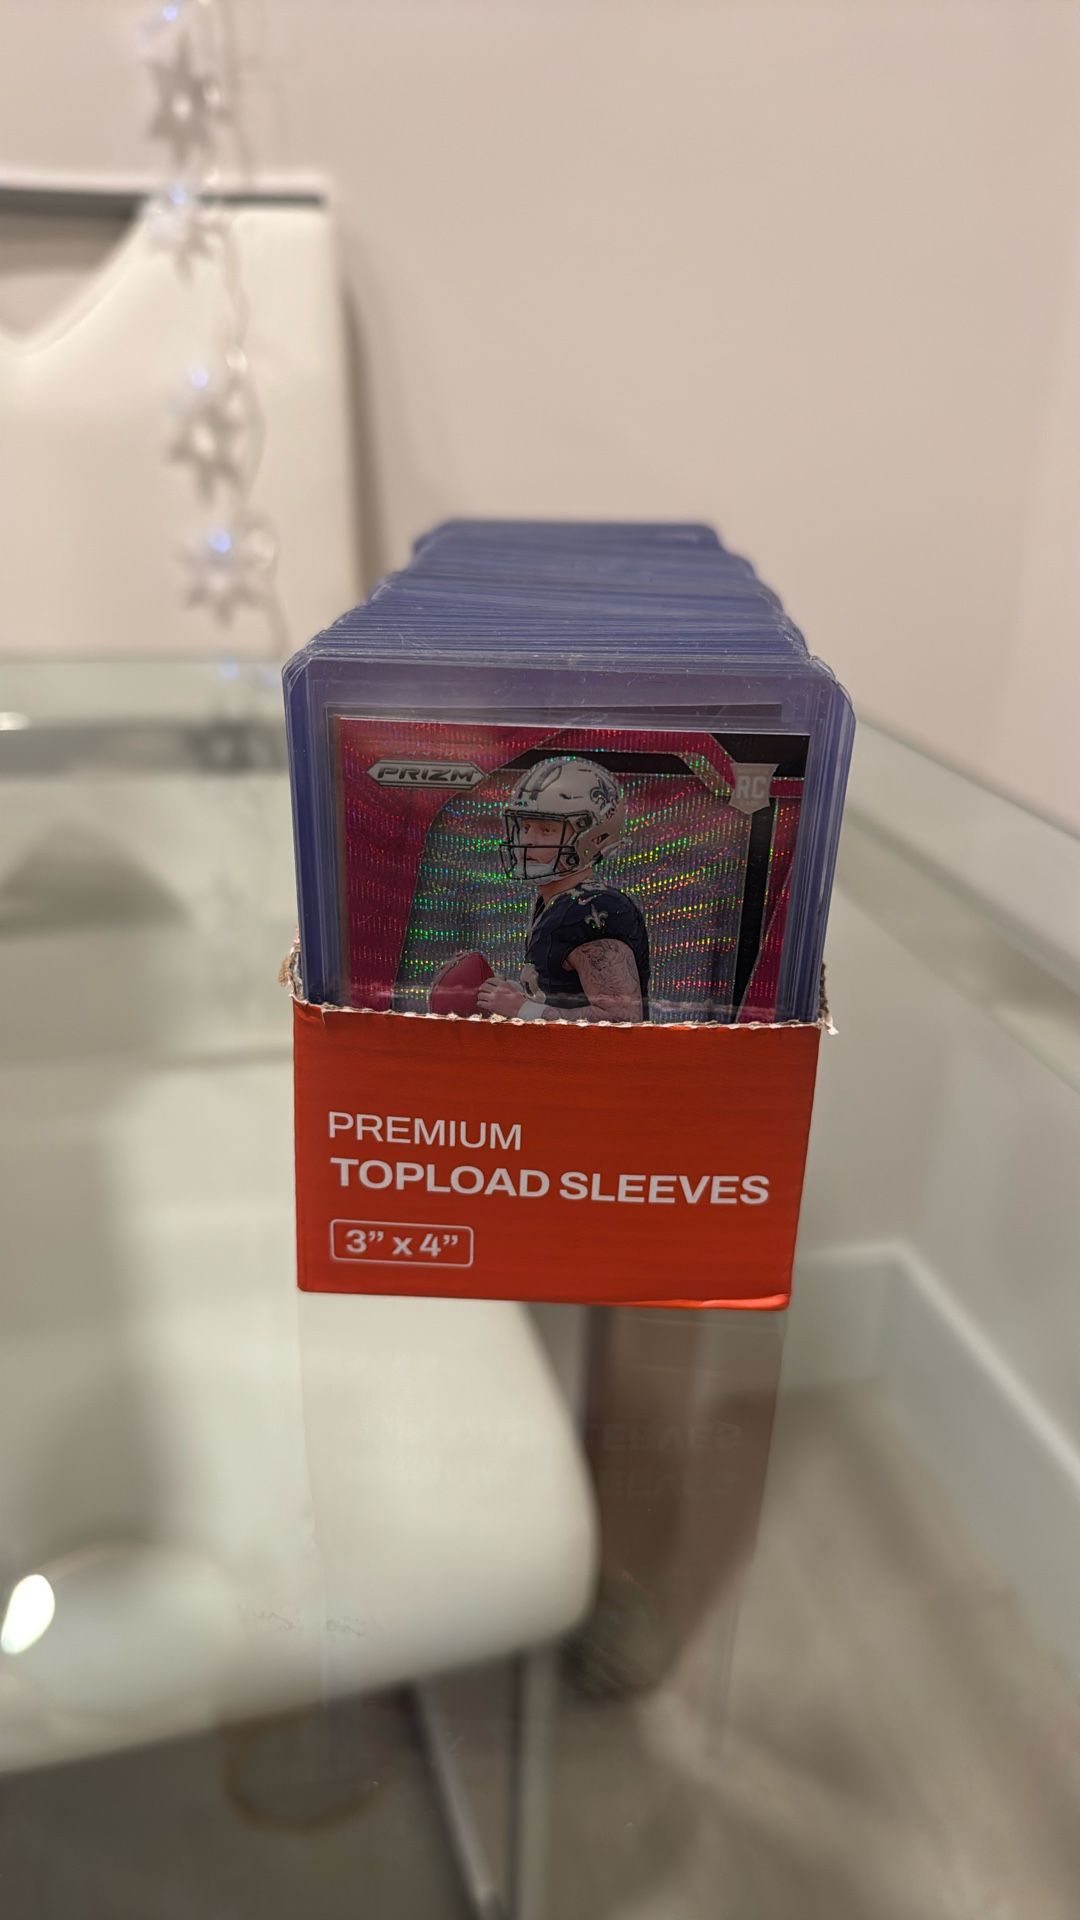 PRIZM
RC
PREMIUM
TOPLOAD SLEEVES
3” x 4”